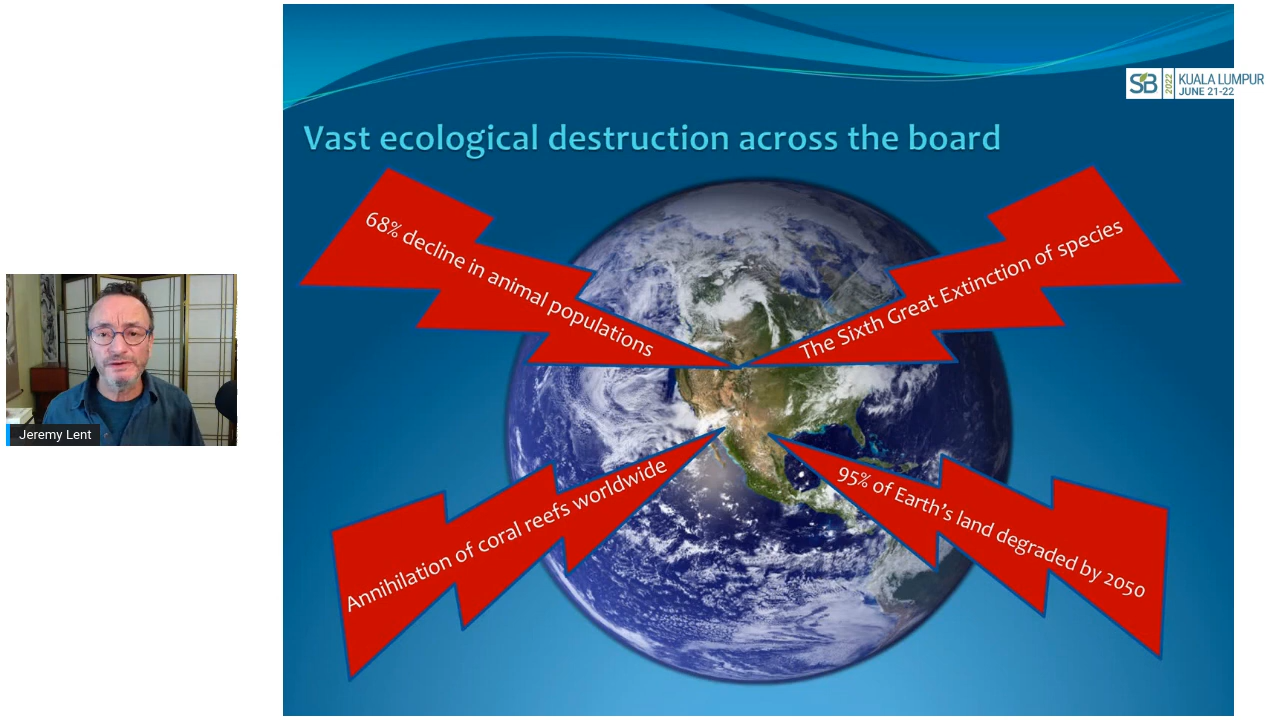 SB 2022 KUALA LUMPUR
JUNE 21-22
Vast ecological destruction across the board
68% decline in animal populations
The Sixth Great Extinction of species
Annihilation of coral reefs worldwide
95% of Earth's land degraded by 2050
Jeremy Lent